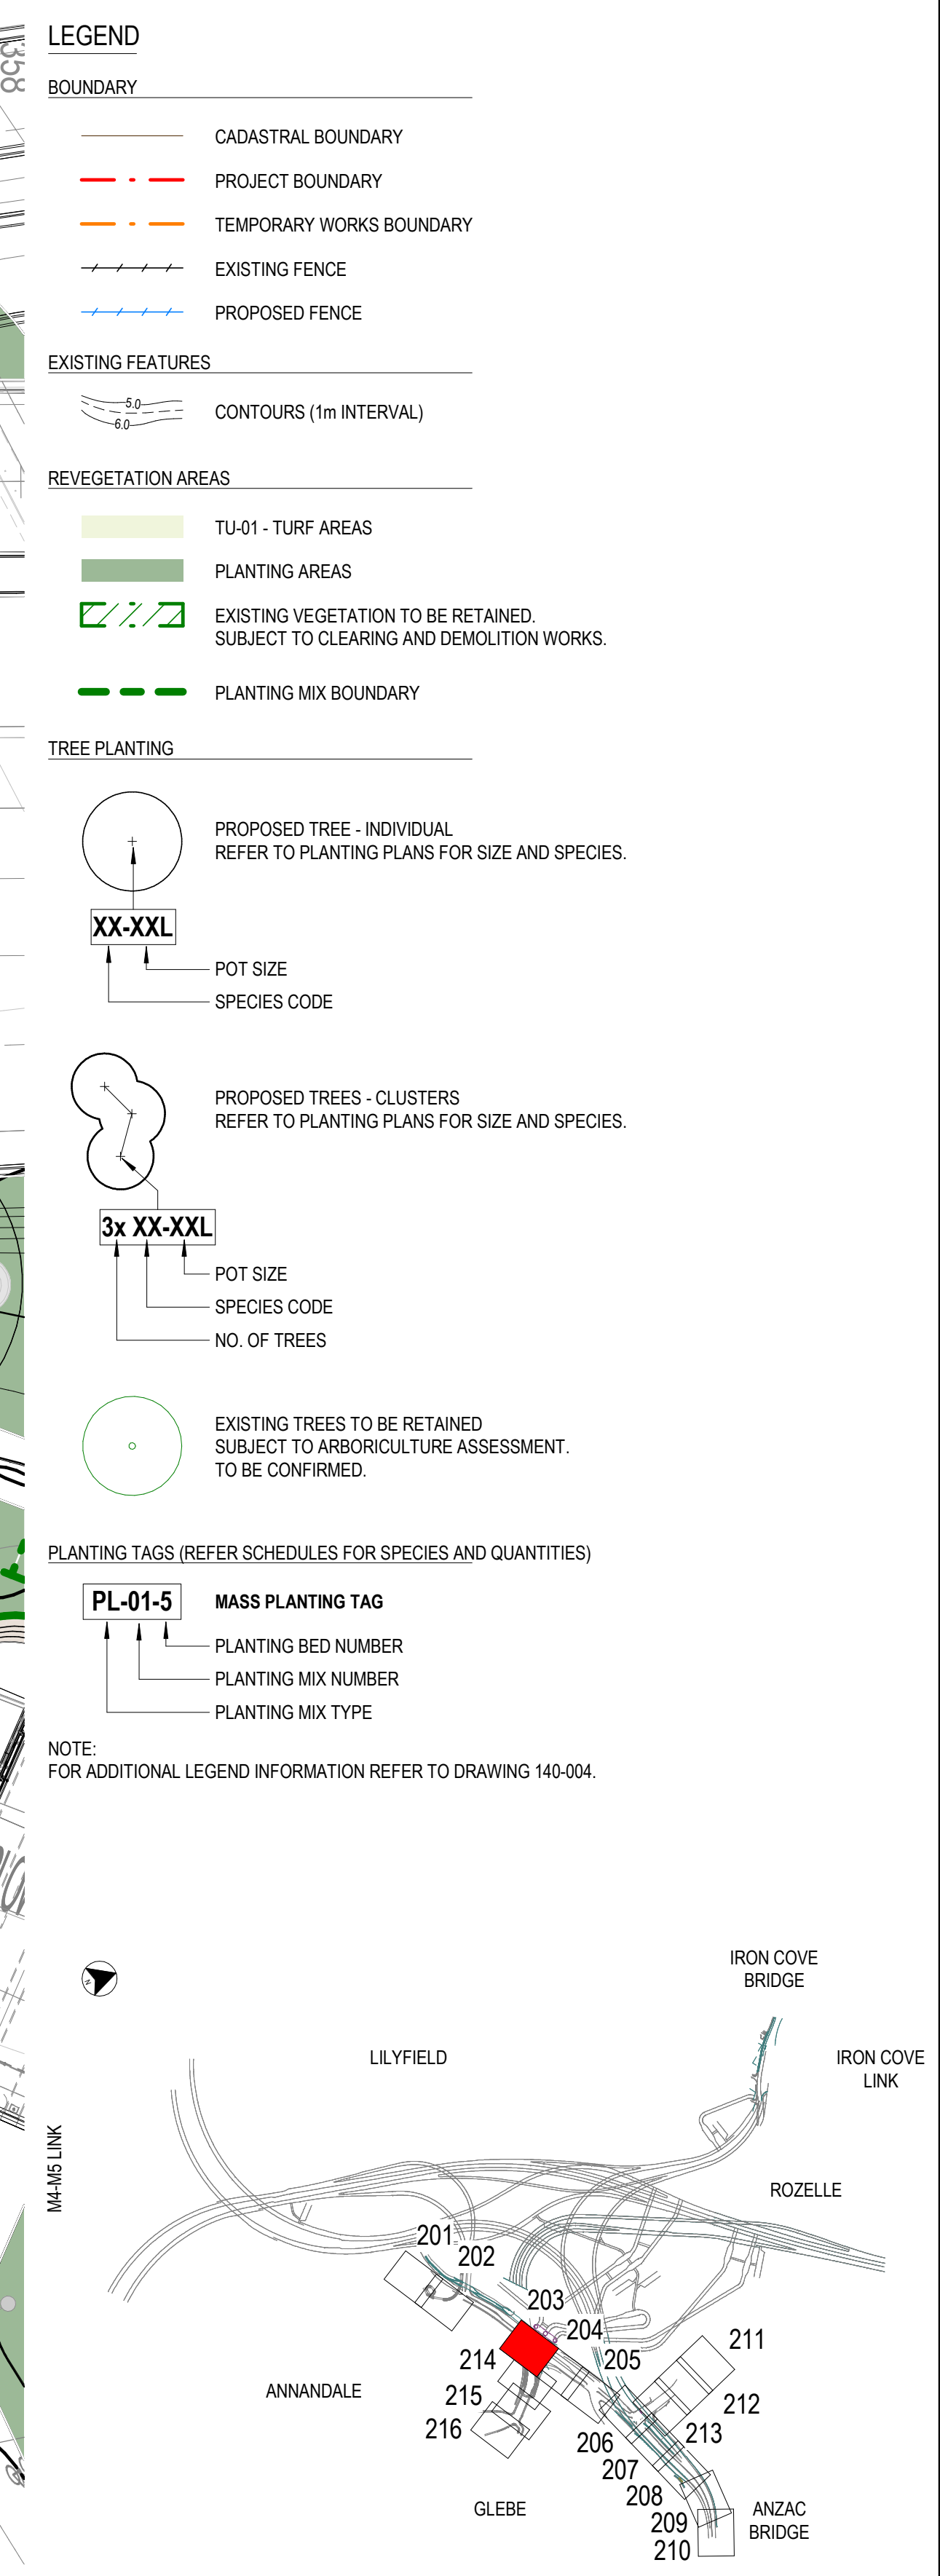 358
LEGEND
BOUNDARY
CADASTRAL BOUNDARY
PROJECT BOUNDARY
TEMPORARY WORKS BOUNDARY
EXISTING FENCE
PROPOSED FENCE
EXISTING FEATURES
5.0
6.0
CONTOURS (1m INTERVAL)
REVEGETATION AREAS
TU-01 - TURF AREAS
PLANTING AREAS
EXISTING VEGETATION TO BE RETAINED.
SUBJECT TO CLEARING AND DEMOLITION WORKS.
PLANTING MIX BOUNDARY
TREE PLANTING
PROPOSED TREE - INDIVIDUAL
REFER TO PLANTING PLANS FOR SIZE AND SPECIES.
XX-XXL
POT SIZE
SPECIES CODE
PROPOSED TREES - CLUSTERS
REFER TO PLANTING PLANS FOR SIZE AND SPECIES.
3x XX-XXL
POT SIZE
SPECIES CODE
NO. OF TREES
EXISTING TREES TO BE RETAINED
SUBJECT TO ARBORICULTURE ASSESSMENT.
TO BE CONFIRMED.
PLANTING TAGS (REFER SCHEDULES FOR SPECIES AND QUANTITIES)
PL-01-5
MASS PLANTING TAG
PLANTING BED NUMBER
PLANTING MIX NUMBER
PLANTING MIX TYPE
NOTE:
FOR ADDITIONAL LEGEND INFORMATION REFER TO DRAWING 140-004.
N
IRON COVE
BRIDGE
LILYFIELD
IRON COVE
LINK
M4-M5 LINK
ROZELLE
201
202
203
204
205
211
214
215
216
ANNANDALE
212
213
206
207
208
209
210
GLEBE
ANZAC
BRIDGE